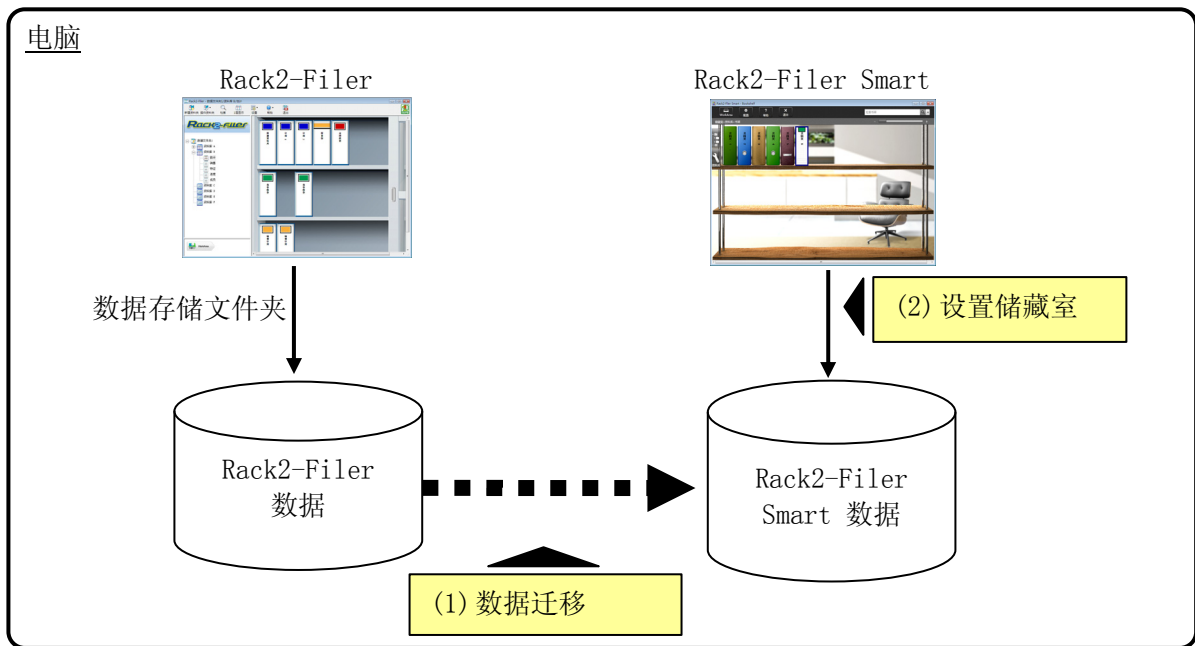 电脑
Rack2-Filer
Rack2-Filer Smart
数据存储文件夹
(2) 设置储藏室
Rack2-Filer
数据
Rack2-Filer
Smart 数据
(1) 数据迁移